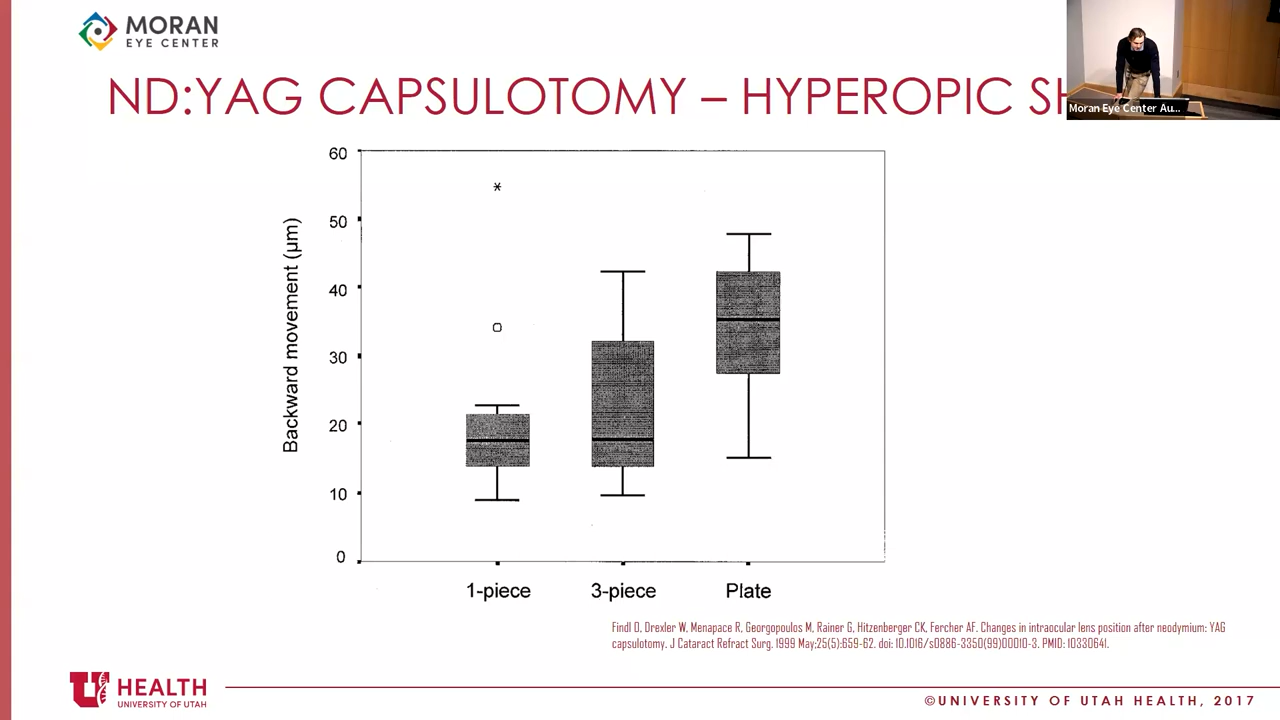 MORAN
EYE CENTER
ND:YAG CAPSULOTOMY – HYPEROPIC SH
Moran Eye Center Au...
60
50
40
30
20
10
0
Backward movement (µm)
1-piece 3-piece Plate
Findl O, Drexler W, Menapace R, Georgopoulos M, Rainer G, Hitzenberger CK, Fercher AF. Changes in intraocular lens position after neodymium: YAG
capsulotomy. J Cataract Refract Surg. 1999 May;25(5):659-62. doi: 10.1016/s0886-3350(99)00010-3. PMID: 10330641.
U HEALTH
UNIVERSITY OF UTAH
©UNIVERSITY OF UTAH HEALTH, 2017